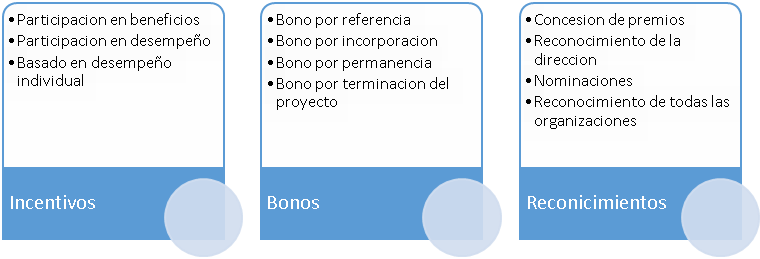 •Participacion en beneficios
•Participacion en desempeño
•Basado en desempeño
individual
Incentivos
•Bono por referencia
•Bono por incorporacion
•Bono por permanencia
•Bono por terminacion del
proyecto
Bonos
•Concesion de premios
•Reconocimiento de la
direccion
•Nominaciones
•Reconocimiento de todas las
organizaciones
Reconicimientos